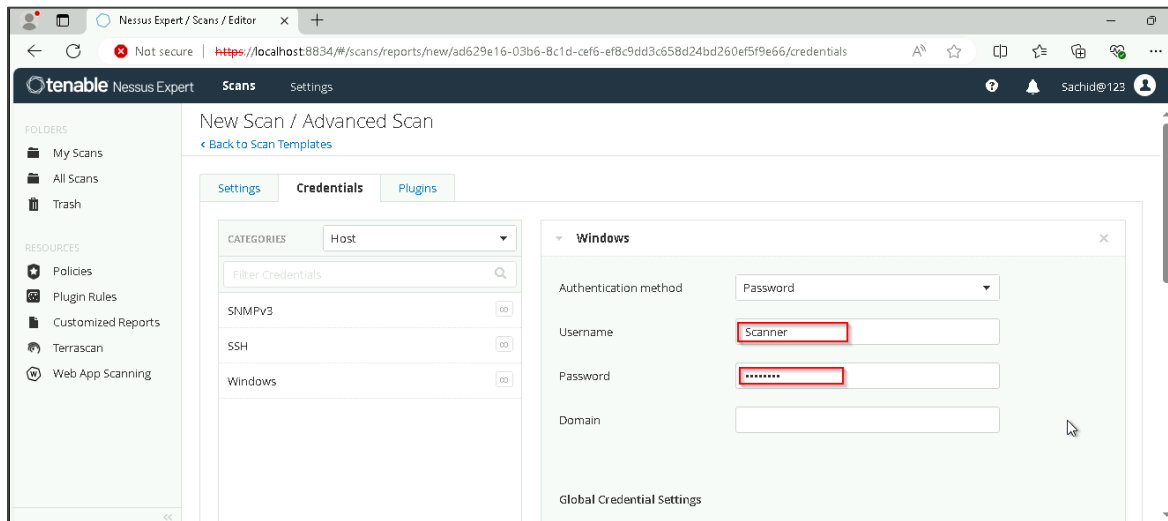 Nessus Expert / Scans / Editor
Not secure
https://localhost:8834/#/scans/reports/new/ad629e16-03b6-8c1d-cef6-ef8c9dd3c658d24bd260ef5f9e66/credentials
tenable Nessus Expert
Scans
Settings
Sachid@123
FOLDERS
My Scans
All Scans
Trash
RESOURCES
Policies
Plugin Rules
Customized Reports
Terrascan
Web App Scanning
New Scan / Advanced Scan
Back to Scan Templates
Settings
Credentials
Plugins
CATEGORIES
Host
Filter Credentials
SNMPv3
SSH
Windows
Windows
Authentication method
Password
Username
Scanner
Password
••••••••
Domain
Global Credential Settings